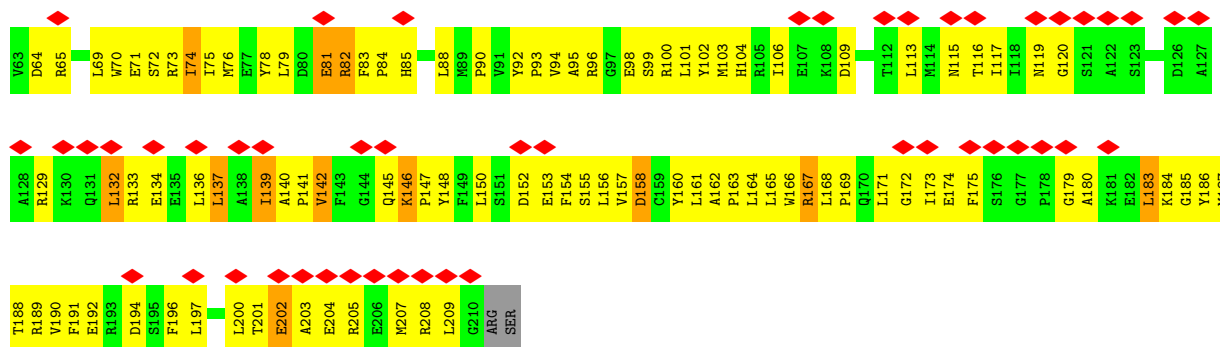 V63 D64 R65 L69 W70 E71 S72 R73 I74 I75 M76 E77 Y78 L79 D80 E81 R82 F83 P84 H85 L88 M89 P90 V91 Y92 P93 V94 A95 R96 G97 E98 S99 R100 L101 Y102 M103 H104 R105 I106 E107 K108 D109 T112 L113 M114 N115 T116 I117 I118 N119 G120 S121 A122 S123 D126 A127
A128 R129 K130 Q131 L132 R133 E134 E135 L136 L137 A138 I139 A140 P141 V142 F143 G144 Q145 K146 P147 Y148 F149 L150 S151 D152 E153 F154 S155 L156 V157 D158 C159 Y160 L161 A162 P163 L164 L165 W166 R167 L168 P169 Q170 L171 G172 I173 E174 F175 S176 G177 P178 G179 A180 K181 E182 L183 K184 G185 Y186
T188 R189 V190 F191 E192 R193 D194 S195 F196 L197 L200 T201 E202 A203 E204 R205 E206 M207 R208 L209 G210 ARG SER